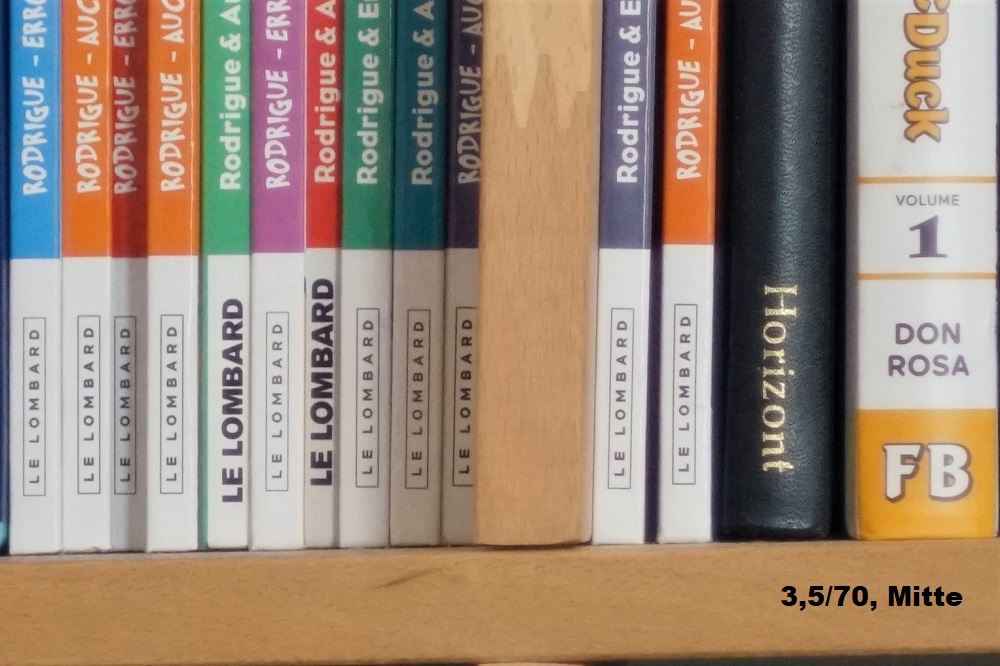 RODRIGUE - ERRO
LE LOMBARD
RODRIGUE - AUC
LE LOMBARD
RODRIGUE - ERRO
LE LOMBARD
RODRIGUE - AUC
LE LOMBARD
Rodrigue & A
LE LOMBARD
RODRIGUE - ERR
LE LOMBARD
Rodrigue & A
LE LOMBARD
Rodrigue & E
LE LOMBARD
Rodrigue & A
LE LOMBARD
RODRIGUE - AUC
LE LOMBARD
Rodrigue & E
LE LOMBARD
RODRIGUE - AUC
LE LOMBARD
Horizont
Duck
VOLUME
1
DON
ROSA
FB
3,5/70, Mitte